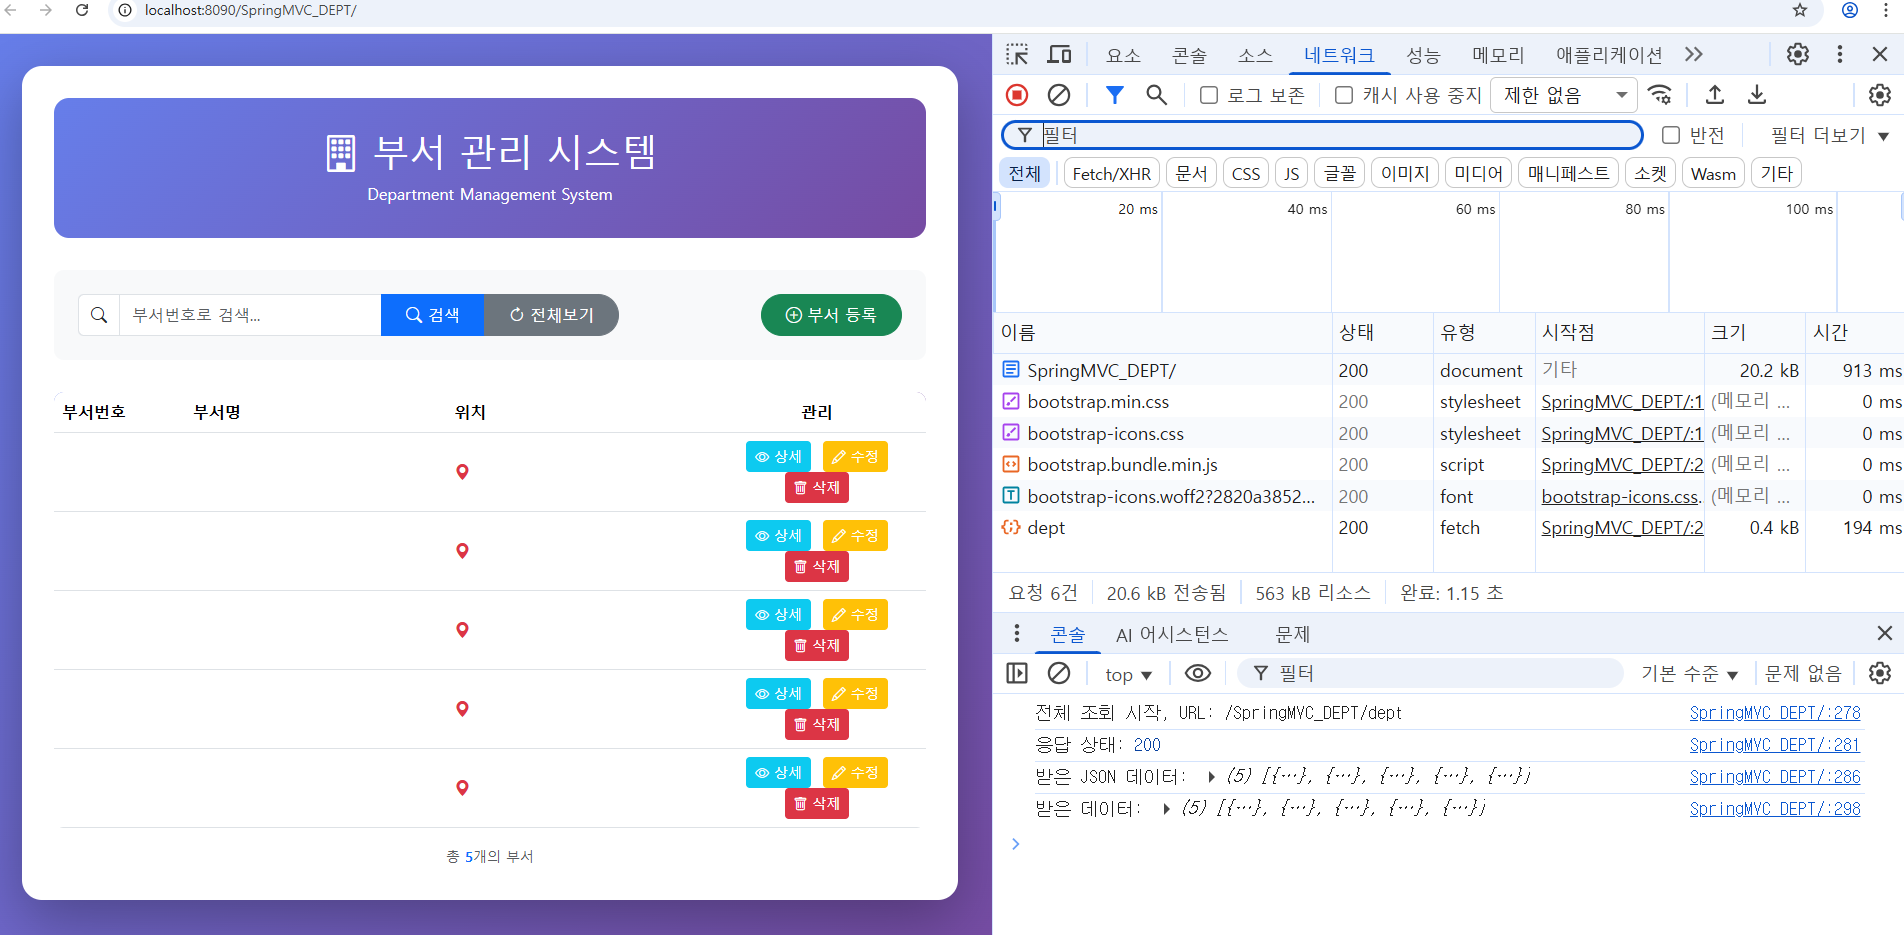 localhost:8090/SpringMVC_DEPT/
부서 관리 시스템
Department Management System
부서번호로 검색...
검색
전체보기
부서 등록
부서번호 부서명 위치 관리
상세 수정
삭제
상세 수정
삭제
상세 수정
삭제
상세 수정
삭제
상세 수정
삭제
총 5개의 부서
요소 콘솔 소스 네트워크 성능 메모리 애플리케이션
로그 보존 캐시 사용 중지 제한 없음
필터 반전 필터 더보기
전체 Fetch/XHR 문서 CSS JS 글꼴 이미지 미디어 매니페스트 소켓 Wasm 기타
20 ms 40 ms 60 ms 80 ms 100 ms
이름 상태 유형 시작점 크기 시간
SpringMVC_DEPT/ 200 document 기타 20.2 kB 913 ms
bootstrap.min.css 200 stylesheet SpringMVC_DEPT/:1 (메모리 ... 0 ms
bootstrap-icons.css 200 stylesheet SpringMVC_DEPT/:1 (메모리 ... 0 ms
bootstrap.bundle.min.js 200 script SpringMVC_DEPT/:2 (메모리 ... 0 ms
bootstrap-icons.woff2?2820a3852... 200 font bootstrap-icons.css. (메모리 ... 0 ms
dept 200 fetch SpringMVC_DEPT/:2 0.4 kB 194 ms
요청 6건 20.6 kB 전송됨 563 kB 리소스 완료: 1.15 초
콘솔 AI 어시스턴스 문제
top 필터 기본 수준 문제 없음
전체 조회 시작, URL: /SpringMVC_DEPT/dept SpringMVC_DEPT/:278
응답 상태: 200 SpringMVC_DEPT/:281
받은 JSON 데이터: (5) [{…}, {…}, {…}, {…}, {…}] SpringMVC_DEPT/:286
받은 데이터: (5) [{…}, {…}, {…}, {…}, {…}] SpringMVC_DEPT/:298